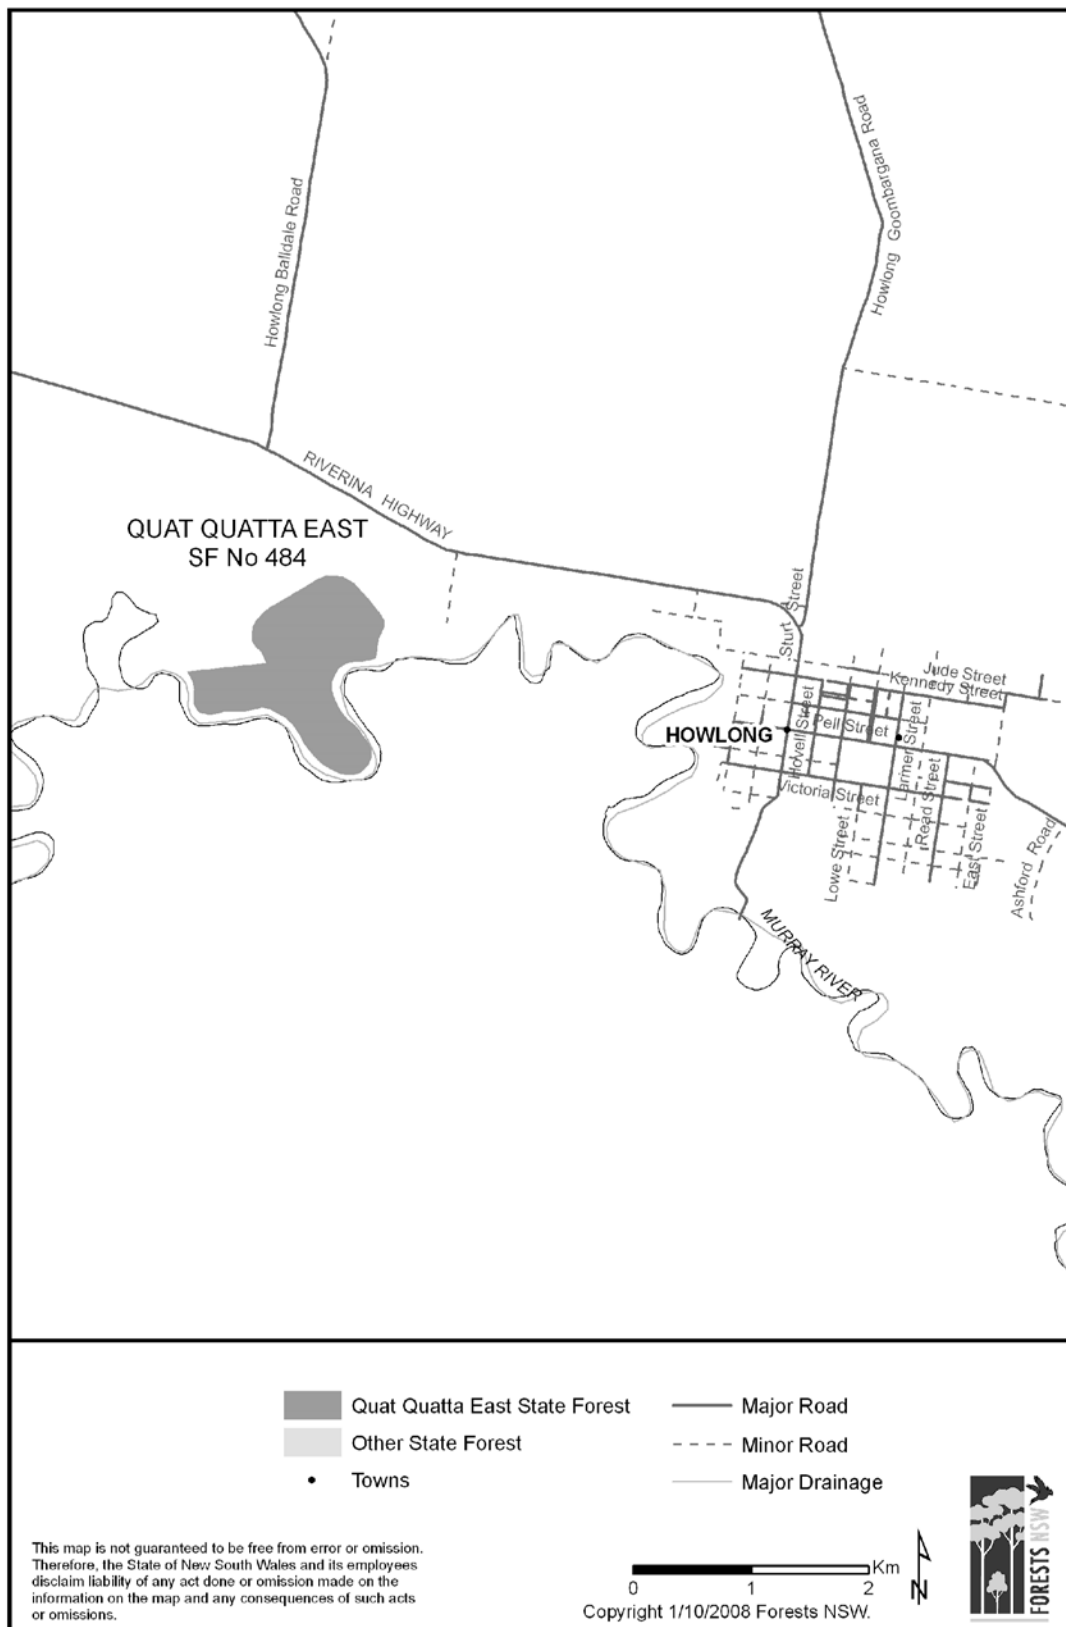 Howlong Balldale Road
Howlong Goombargana Road
RIVERINA HIGHWAY
QUAT QUATTA EAST
SF No 484
Sturt Street
Jude Street
Kennedy Street
Hovell Street
Pell Street
Larmer Street
HOWLONG
Victoria Street
Read Street
Lowe Street
East Street
Ashford Road
MURRAY RIVER
Quat Quatta East State Forest
Other State Forest
Towns
Major Road
Minor Road
Major Drainage
This map is not guaranteed to be free from error or omission.
Therefore, the State of New South Wales and its employees
disclaim liability of any act done or omission made on the
information on the map and any consequences of such acts
or omissions.
Km
0 1 2
Copyright 1/10/2008 Forests NSW.
N
FORESTS NSW